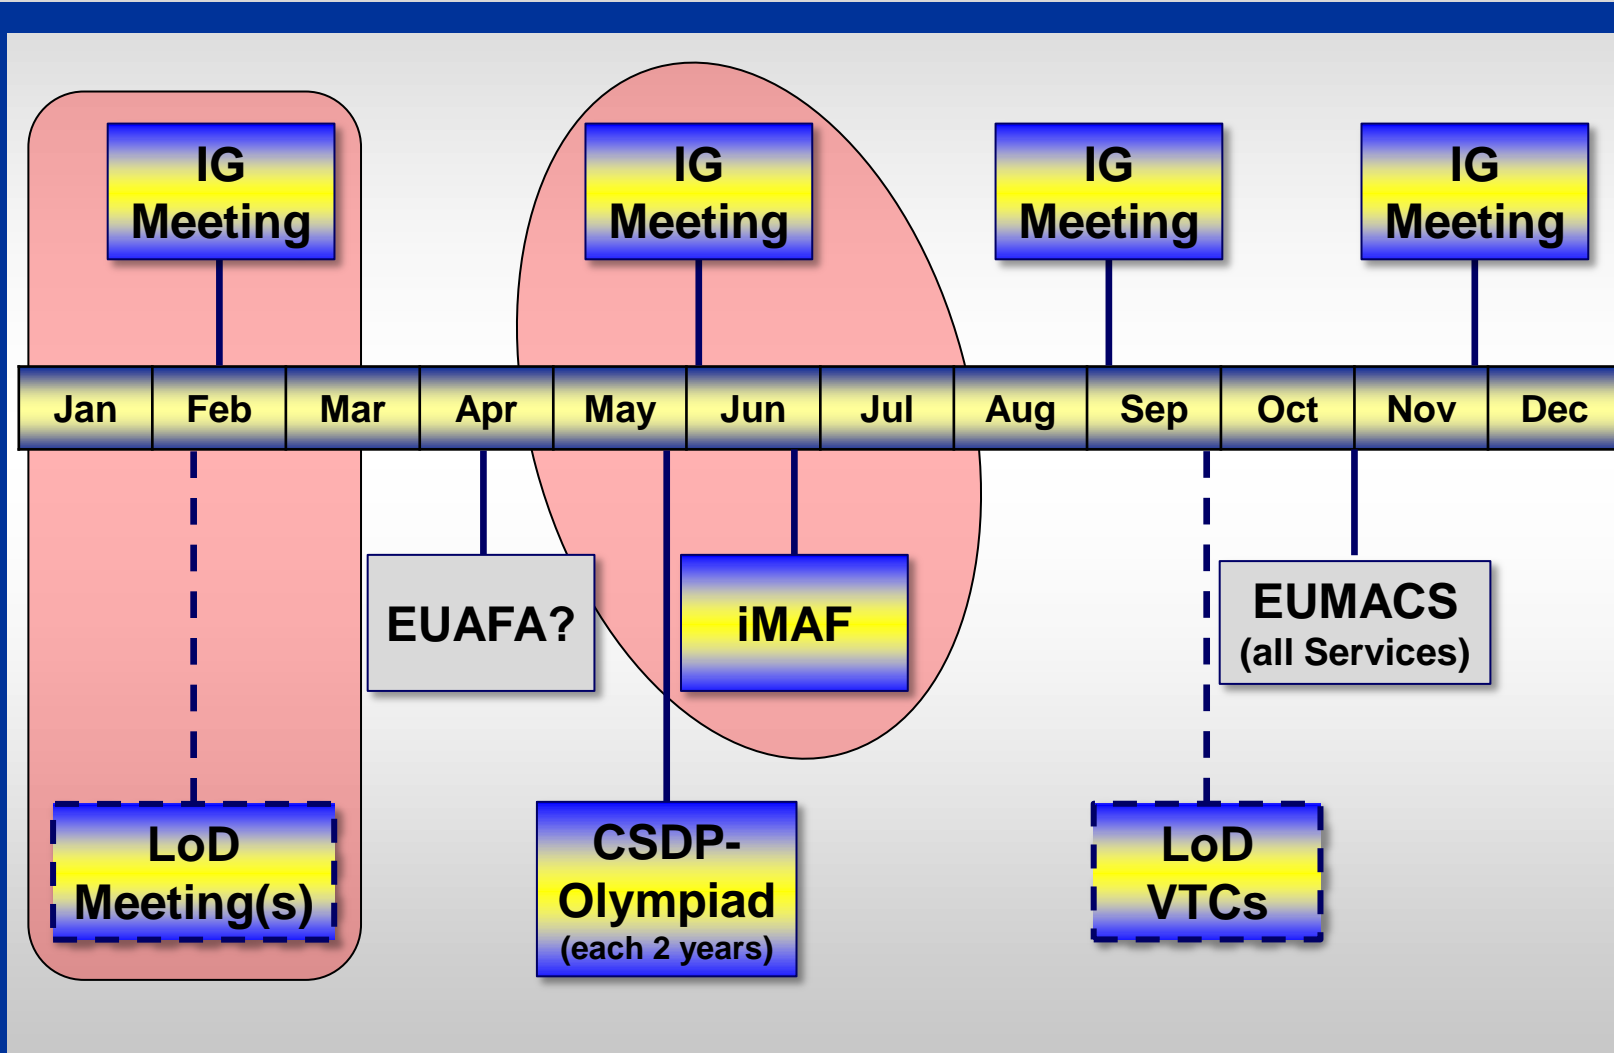 IG
Meeting
IG
Meeting
IG
Meeting
IG
Meeting
Jan Feb Mar Apr May Jun Jul Aug Sep Oct Nov Dec
EUAFA?
iMAF
EUMACS
(all Services)
LoD
Meeting(s)
CSDP-
Olympiad
(each 2 years)
LoD
VTCs